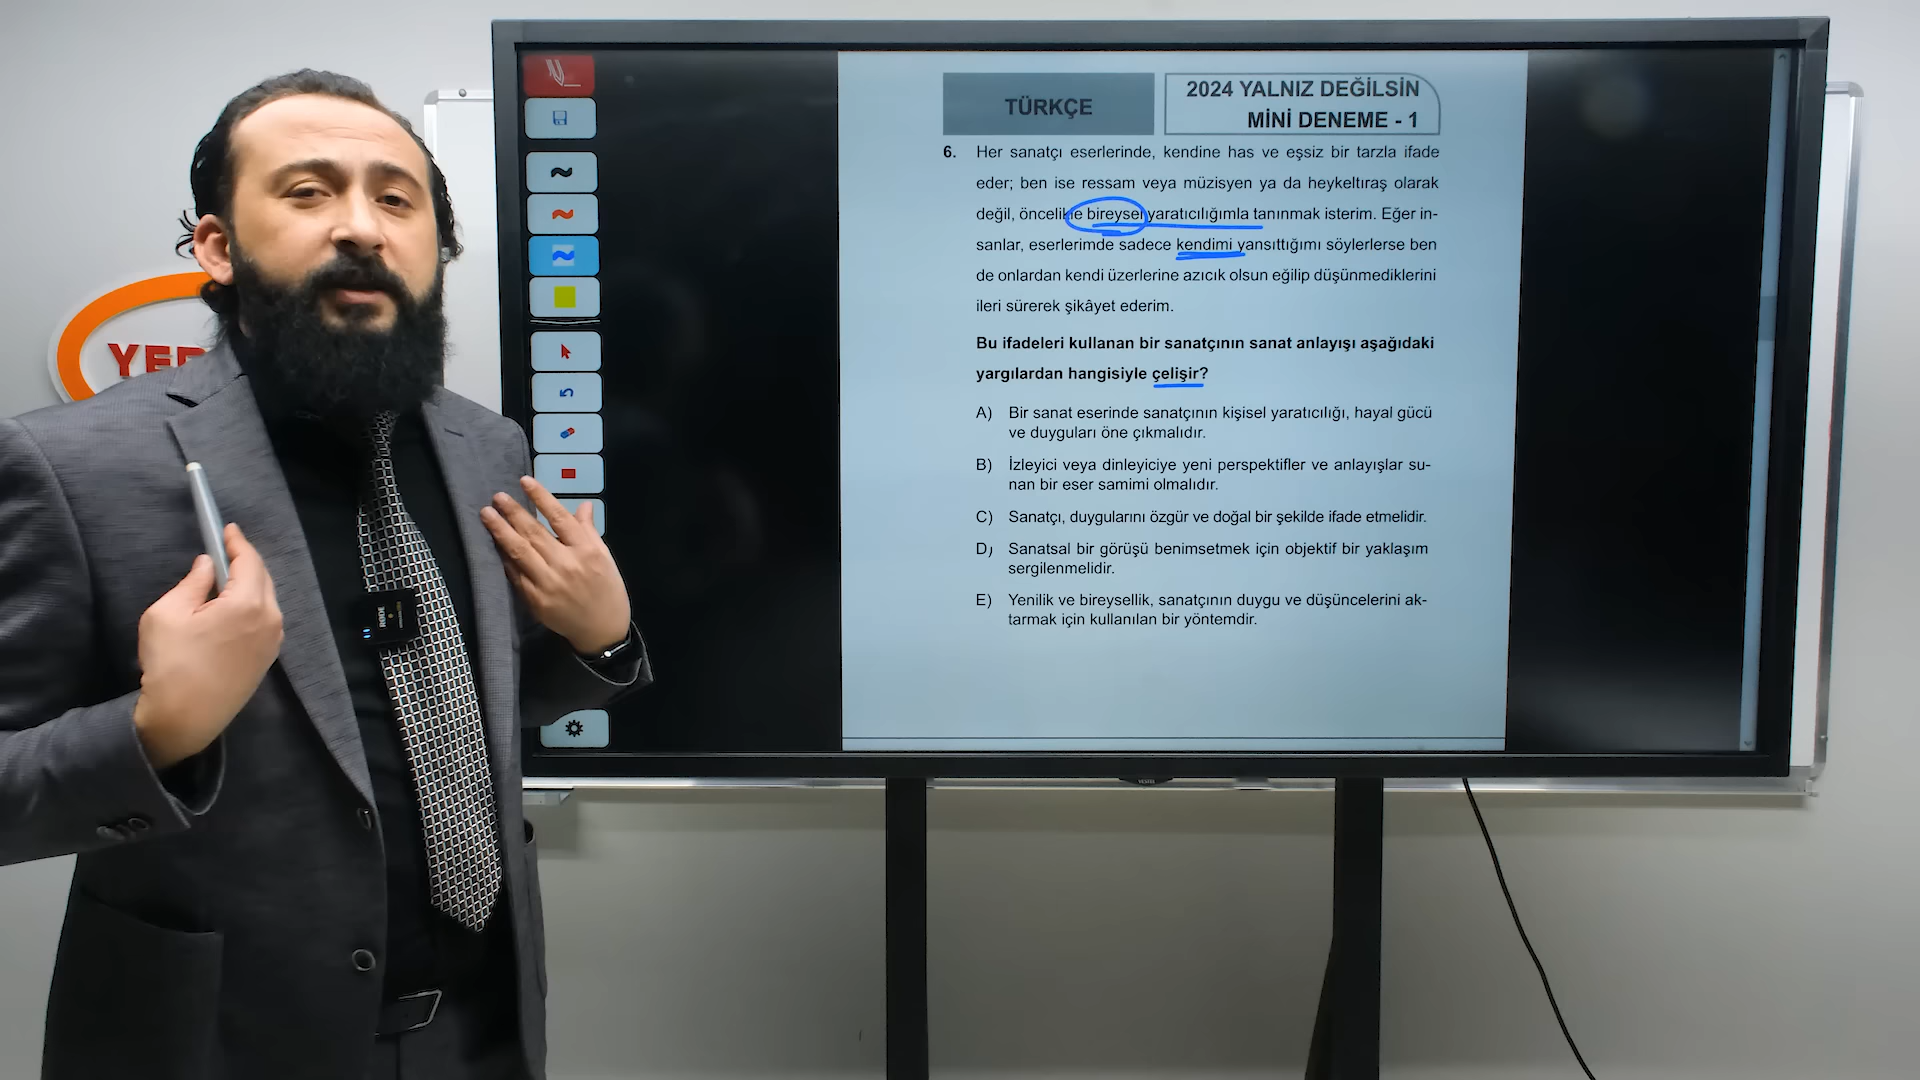 TÜRKÇE
2024 YALNIZ DEĞİLSİN
MİNİ DENEME - 1
6. Her sanatçı eserlerinde, kendine has ve eşsiz bir tarzla ifade
eder; ben ise ressam veya müzisyen ya da heykeltıraş olarak
değil, öncelikle bireysel yaratıcılığımla tanınmak isterim. Eğer in-
sanlar, eserlerimde sadece kendimi yansıttığımı söylerlerse ben
de onlardan kendi üzerlerine azıcık olsun eğilip düşünmediklerini
ileri sürerek şikâyet ederim.
Bu ifadeleri kullanan bir sanatçının sanat anlayışı aşağıdaki
yargılardan hangisiyle çelişir?
A) Bir sanat eserinde sanatçının kişisel yaratıcılığı, hayal gücü
ve duyguları öne çıkmalıdır.
B) İzleyici veya dinleyiciye yeni perspektifler ve anlayışlar su-
nan bir eser samimi olmalıdır.
C) Sanatçı, duygularını özgür ve doğal bir şekilde ifade etmelidir.
D) Sanatsal bir görüşü benimsetmek için objektif bir yaklaşım
sergilenmelidir.
E) Yenilik ve bireysellik, sanatçının duygu ve düşüncelerini ak-
tarmak için kullanılan bir yöntemdir.
RØDE
VESTEL